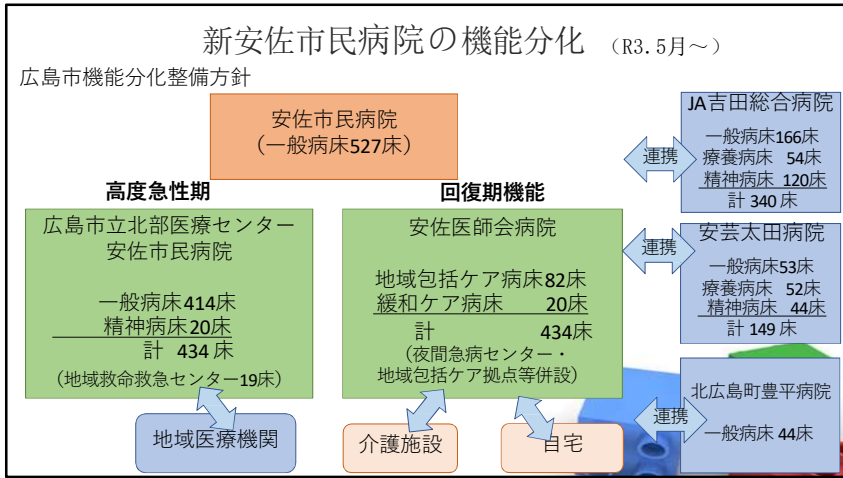 新安佐市民病院の機能分化 （R3.5月～）
広島市機能分化整備方針
安佐市民病院
（一般病床527床）
高度急性期
広島市立北部医療センター
安佐市民病院
一般病床414床
精神病床20床
計 434 床
（地域救命救急センター19床）
地域医療機関
回復期機能
安佐医師会病院
地域包括ケア病床82床
緩和ケア病床 20床
計 434床
（夜間急病センター・
地域包括ケア拠点等併設）
介護施設
自宅
連携
JA吉田総合病院
一般病床166床
療養病床 54床
精神病床 120床
計 340 床
連携
安芸太田病院
一般病床53床
療養病床 52床
精神病床 44床
計 149 床
連携
北広島町豊平病院
一般病床 44床